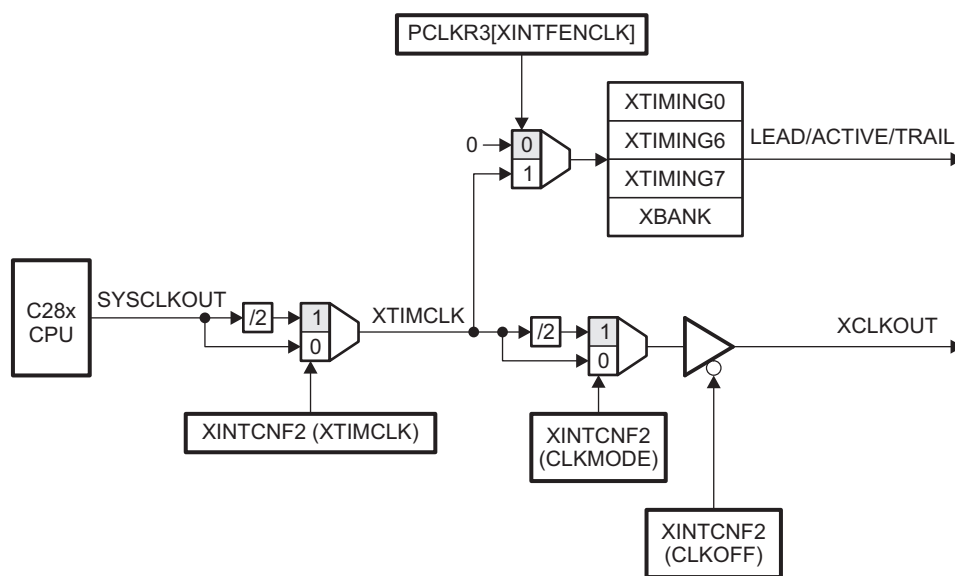 PCLKR3[XINTFENCLK]
XTIMING0
XTIMING6
XTIMING7
XBANK
LEAD/ACTIVE/TRAIL
0
0
1
C28x
CPU
SYSCLKOUT
/2
1
0
XTIMCLK
/2
1
0
XCLKOUT
XINTCNF2 (XTIMCLK)
XINTCNF2
(CLKMODE)
XINTCNF2
(CLKOFF)